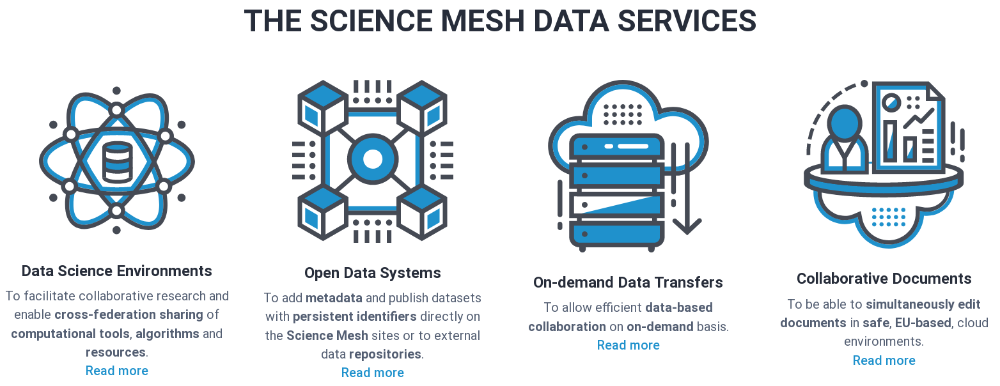 THE SCIENCE MESH DATA SERVICES
Data Science Environments
To facilitate collaborative research and
enable cross-federation sharing of
computational tools, algorithms and
resources.
Read more
Open Data Systems
To add metadata and publish datasets
with persistent identifiers directly on
the Science Mesh sites or to external
data repositories.
Read more
On-demand Data Transfers
To allow efficient data-based
collaboration on on-demand basis.
Read more
Collaborative Documents
To be able to simultaneously edit
documents in safe, EU-based, cloud
environments.
Read more